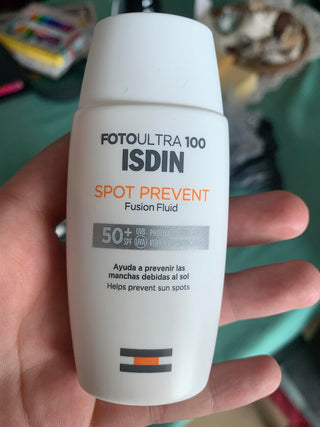 FOTOULTRA 100
ISDIN
SPOT PREVENT
Fusion Fluid
50+ UVB
SPF UVA VERY
Ayuda a prevenir las
manchas debidas al sol
Helps prevent sun spots